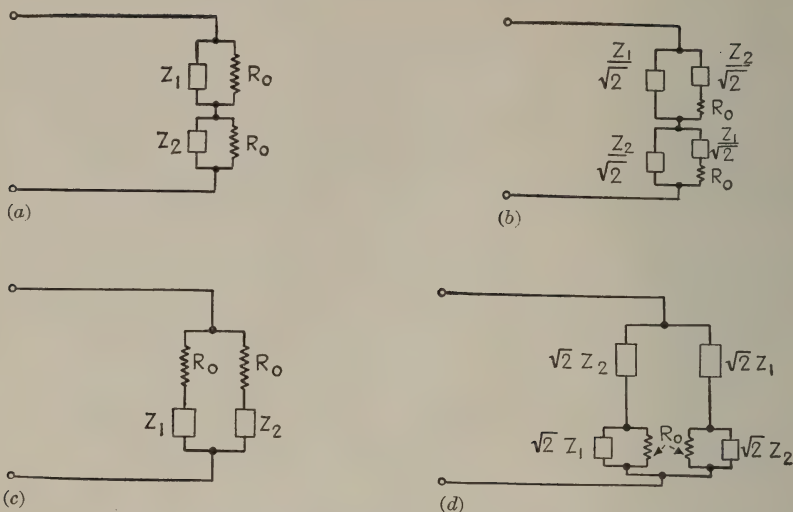 Z₁ R₀
Z₂ R₀
(a)
Z₁/√2 Z₂/√2
R₀
Z₂/√2 Z₁/√2
R₀
(b)
R₀ R₀
Z₁ Z₂
(c)
√2 Z₂ √2 Z₁
√2 Z₁ R₀ √2 Z₂
(d)